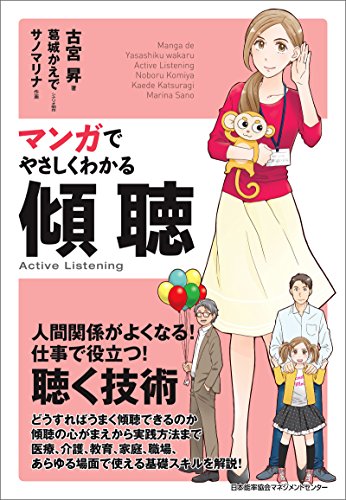 古宮 昇 著
葛城かえで シナリオ制作
サノマリナ 作画
Manga de
Yasashiku wakaru
Active Listening
Noboru Komiya
Kaede Katsuragi
Marina Sano
マンガで
やさしくわかる
傾聴
Active Listening
人間関係がよくなる!
仕事で役立つ!
聴く技術
どうすればうまく傾聴できるのか
傾聴の心がまえから実践方法まで
医療、介護、教育、家庭、職場、
あらゆる場面で使える基礎スキルを解説!
日本能率協会マネジメントセンター